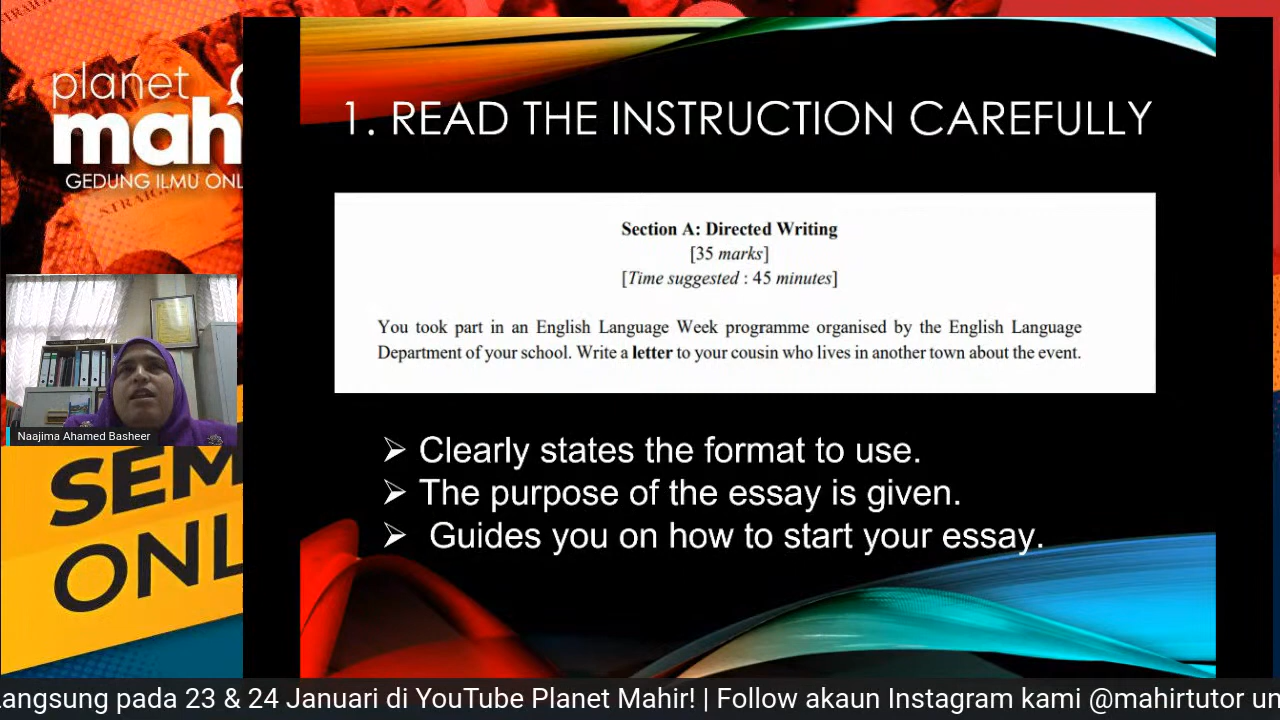 planet
mah
GEDUNG ILMU ONL
STRAIG
Naajima Ahamed Basheer
SEM
ONL
1. READ THE INSTRUCTION CAREFULLY
Section A: Directed Writing
[35 marks]
[Time suggested : 45 minutes]
You took part in an English Language Week programme organised by the English Language
Department of your school. Write a letter to your cousin who lives in another town about the event.
➢ Clearly states the format to use.
➢ The purpose of the essay is given.
➢ Guides you on how to start your essay.
angsung pada 23 & 24 Januari di YouTube Planet Mahir! | Follow akaun Instagram kami @mahirtutor un